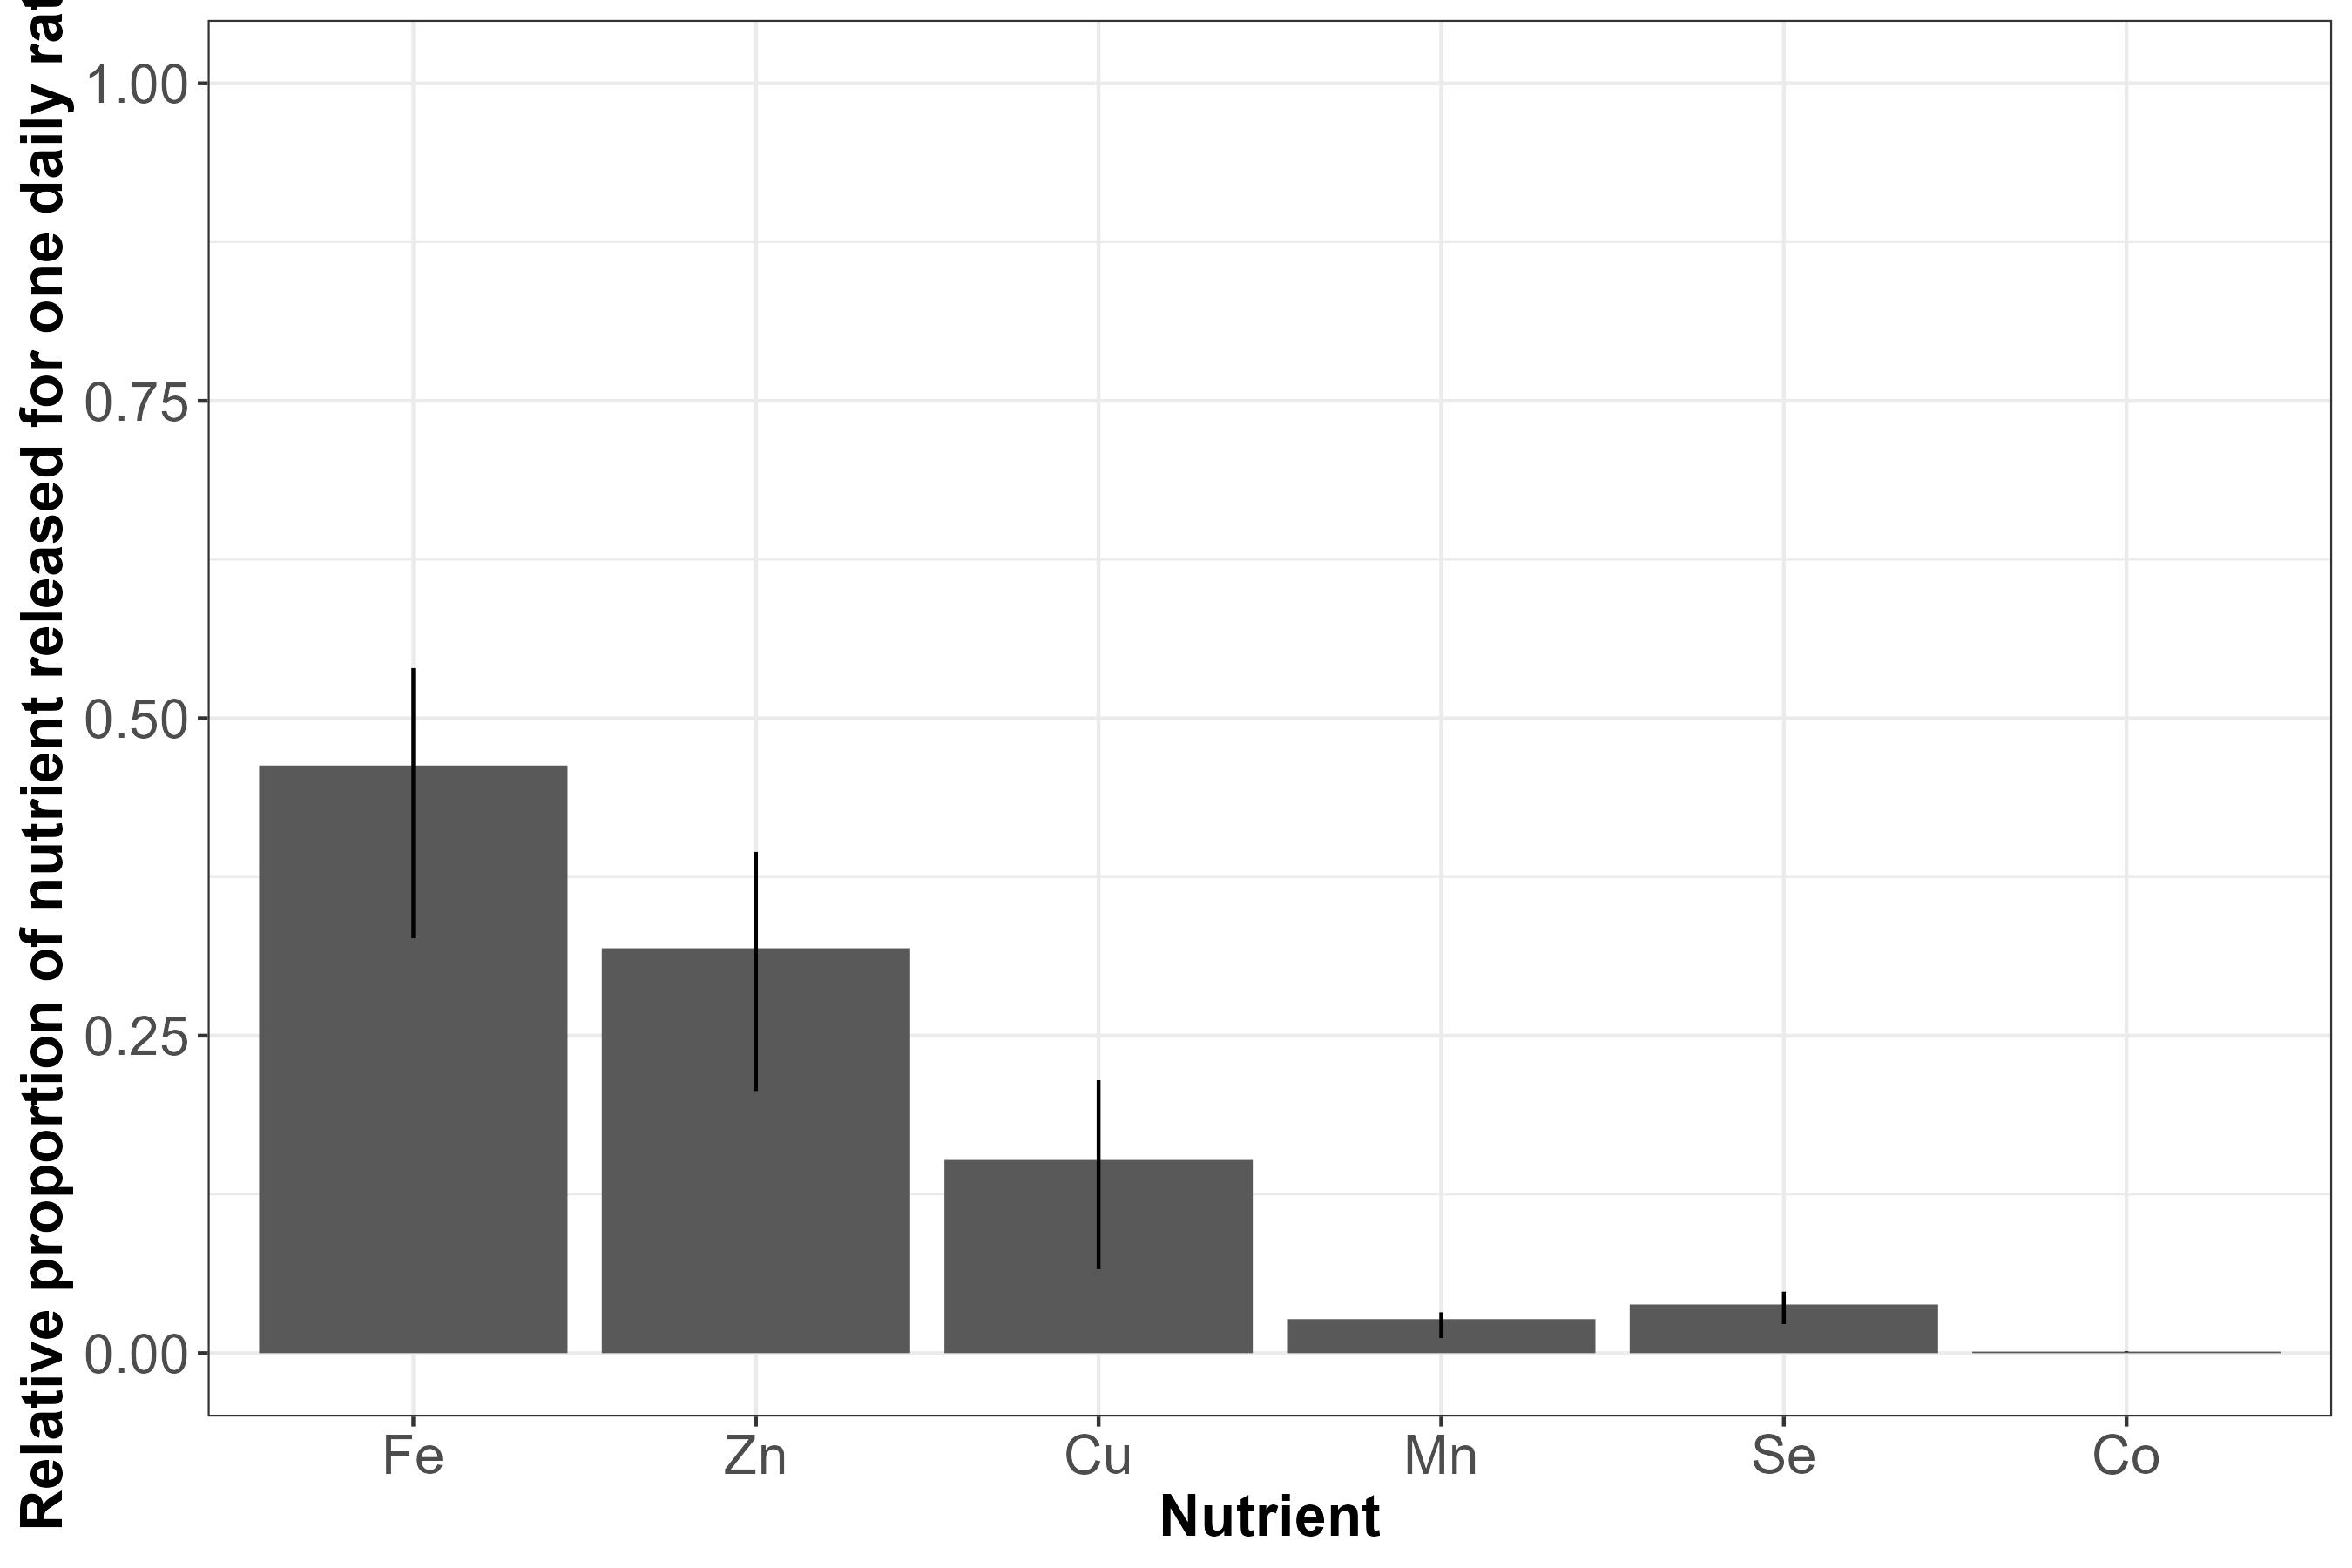 Relative proportion of nutrient released for one daily
1.00
0.75
0.50
0.25
0.00
Fe Zn Cu Mn Se Co
Nutrient